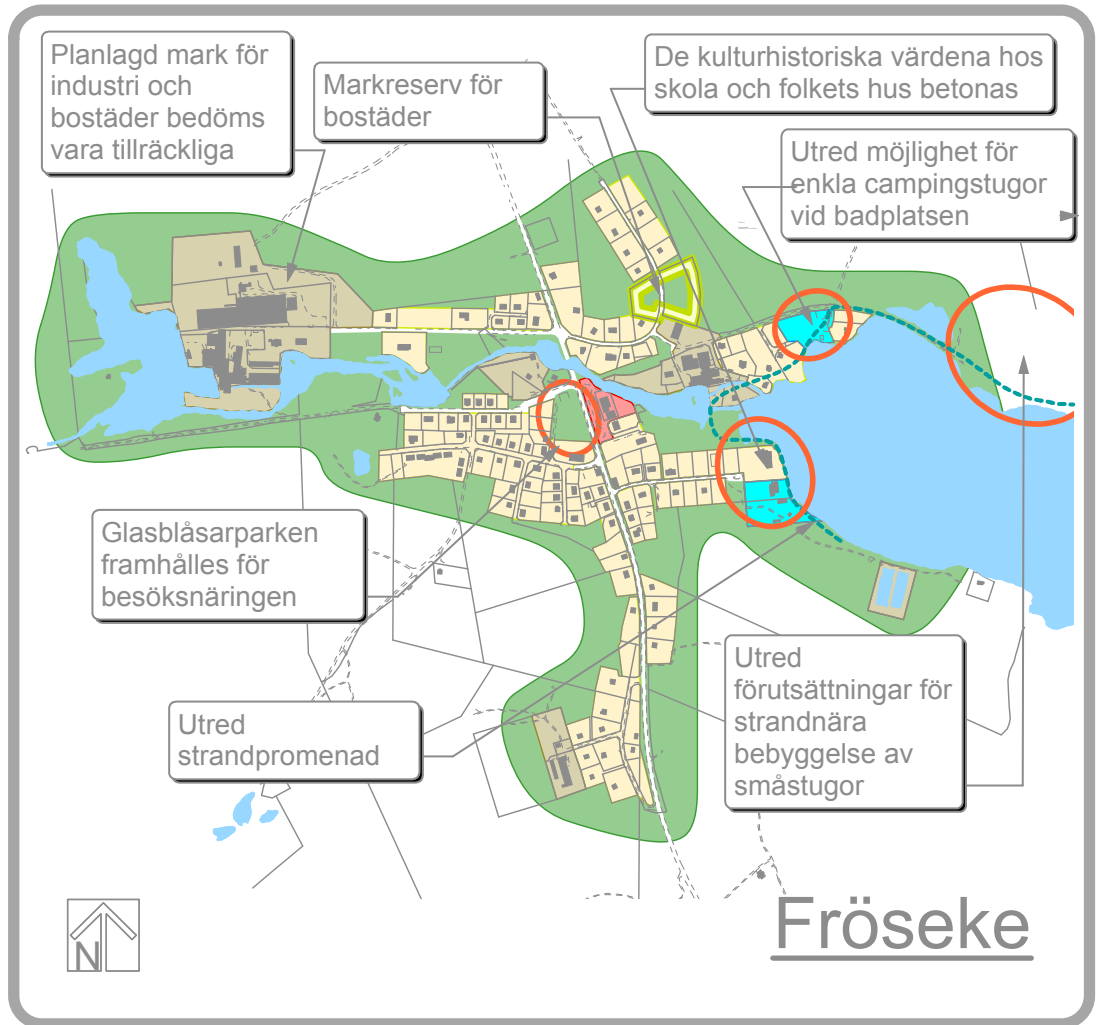 Planlagd mark för
industri och
bostäder bedöms
vara tillräckliga
Markreserv för
bostäder
De kulturhistoriska värdena hos
skola och folkets hus betonas
Utred möjlighet för
enkla campingstugor
vid badplatsen
Glasblåsarparken
framhålles för
besöksnäringen
Utred
strandpromenad
Utred
förutsättningar för
strandnära
bebyggelse av
småstugor
Fröseke
N